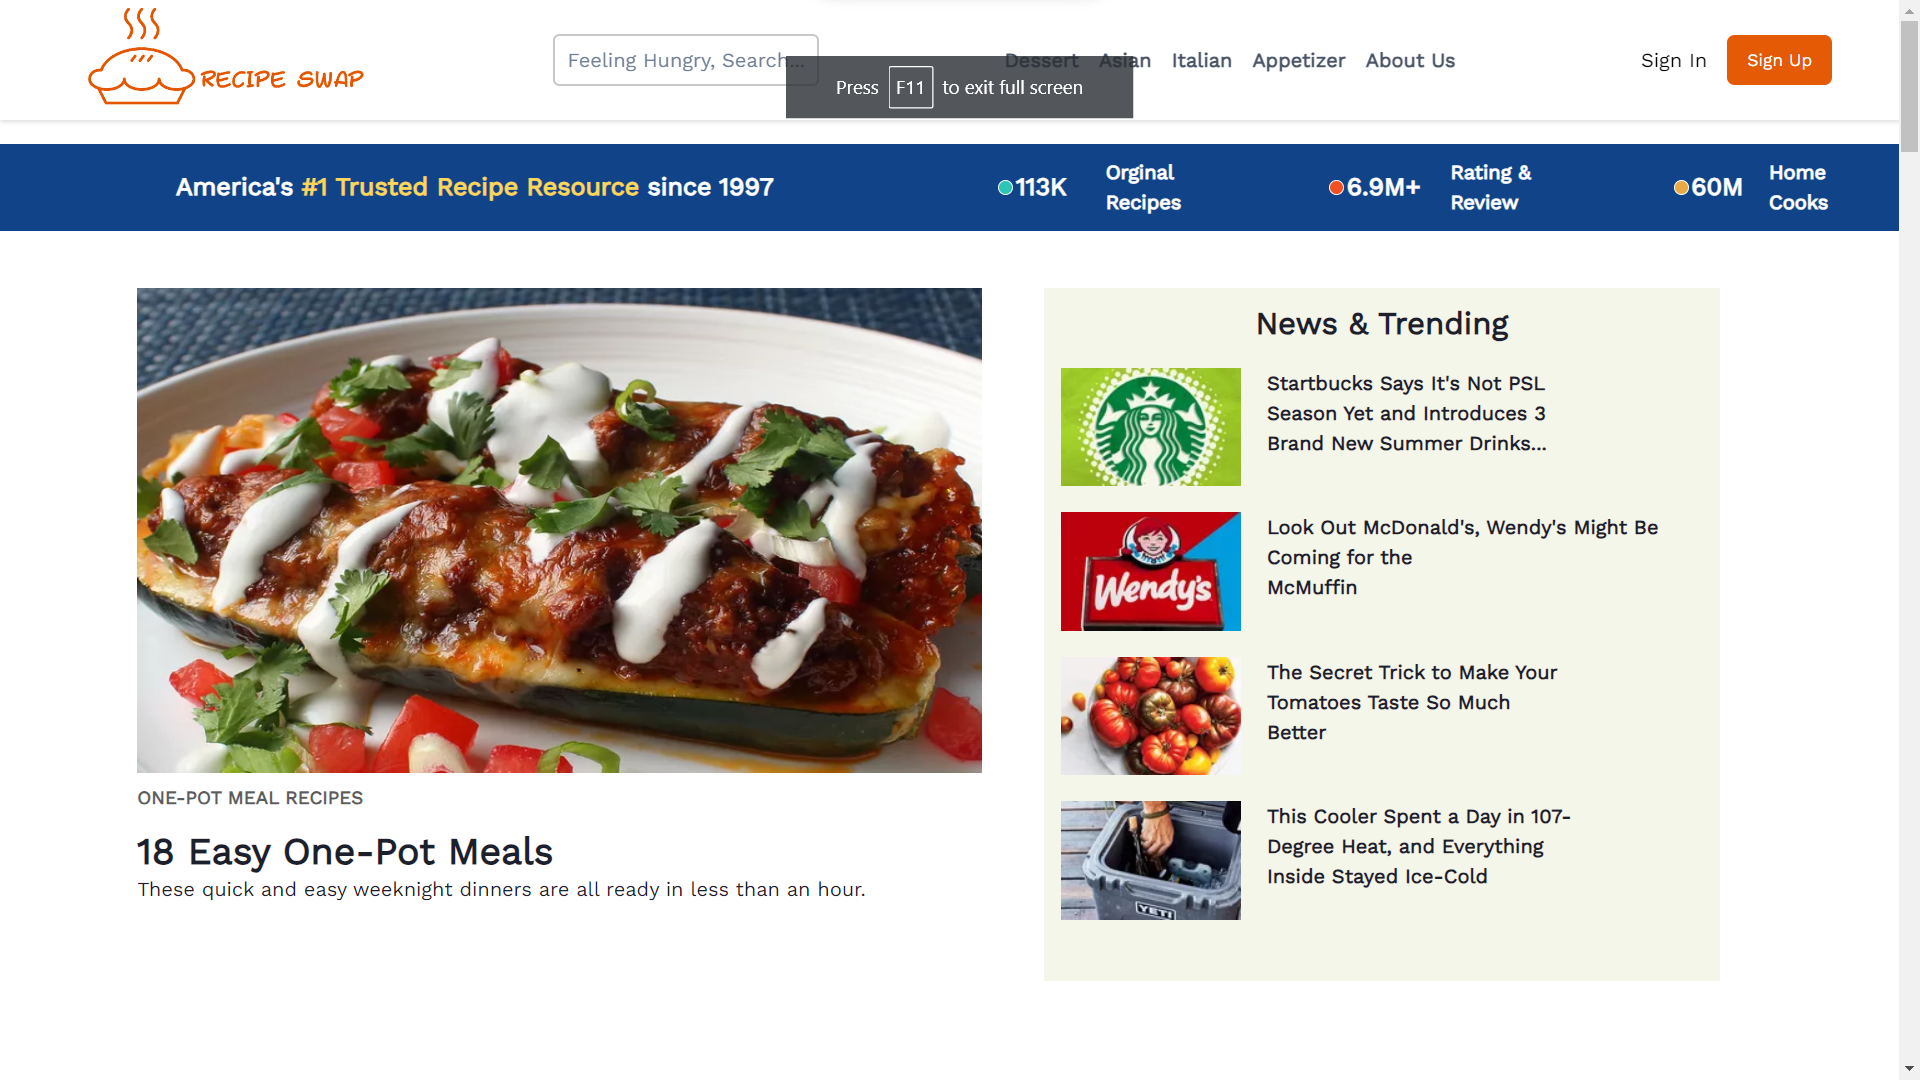 RECIPE SWAP
Feeling Hungry, Search...
Dessert Asian Italian Appetizer About Us
Sign In
Sign Up
Press F11 to exit full screen
America's #1 Trusted Recipe Resource since 1997
113K
Orginal
Recipes
6.9M+
Rating &
Review
60M
Home
Cooks
ONE-POT MEAL RECIPES
18 Easy One-Pot Meals
These quick and easy weeknight dinners are all ready in less than an hour.
News & Trending
Startbucks Says It's Not PSL
Season Yet and Introduces 3
Brand New Summer Drinks...
Wendy's
Look Out McDonald's, Wendy's Might Be
Coming for the
McMuffin
The Secret Trick to Make Your
Tomatoes Taste So Much
Better
YETI
This Cooler Spent a Day in 107-
Degree Heat, and Everything
Inside Stayed Ice-Cold